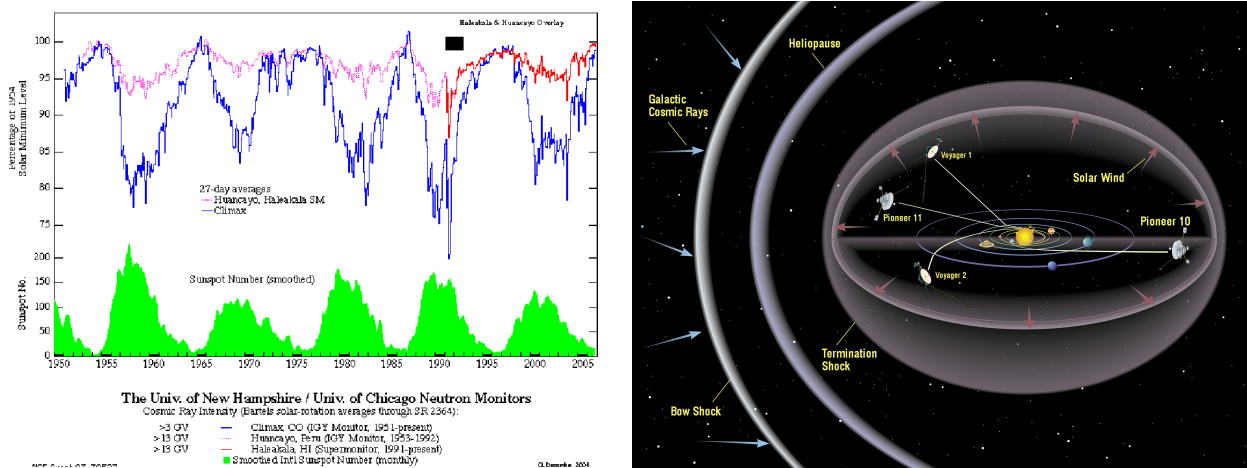 Haleakala & Huancayo Overlap
Percentage of 1954
Solar Minimum Level
100
95
90
85
80
75
27-day averages
Huancayo, Haleakala SM
Climax
Sunspot No.
200
150
100
50
0
Sunspot Number (smoothed)
1950 1955 1960 1965 1970 1975 1980 1985 1990 1995 2000 2005
The Univ. of New Hampshire / Univ. of Chicago Neutron Monitors
Cosmic Ray Intensity (Bartels solar-rotation averages through SR 2364):
>3 GV Climax, CO (IGY Monitor, 1951-present)
>13 GV Huancayo, Peru (IGY Monitor, 1953-1992)
>13 GV Haleakala, HI (Supermonitor, 1991-present)
Smoothed Int'l Sunspot Number (monthly)
Heliopause
Galactic
Cosmic Rays
Voyager 1
Solar Wind
Pioneer 11
Pioneer 10
Voyager 2
Termination
Shock
Bow Shock